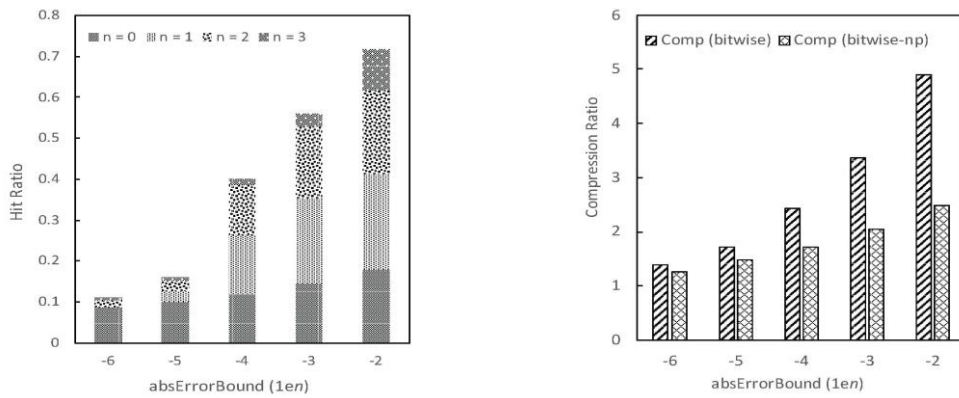 0.8
n = 0 n = 1 n = 2 n = 3
0.7
0.6
0.5
0.4
0.3
0.2
0.1
0
Hit Ratio
-6 -5 -4 -3 -2
absErrorBound (1en)
6
Comp (bitwise) Comp (bitwise-np)
5
4
3
2
1
0
Compression Ratio
-6 -5 -4 -3 -2
absErrorBound (1en)